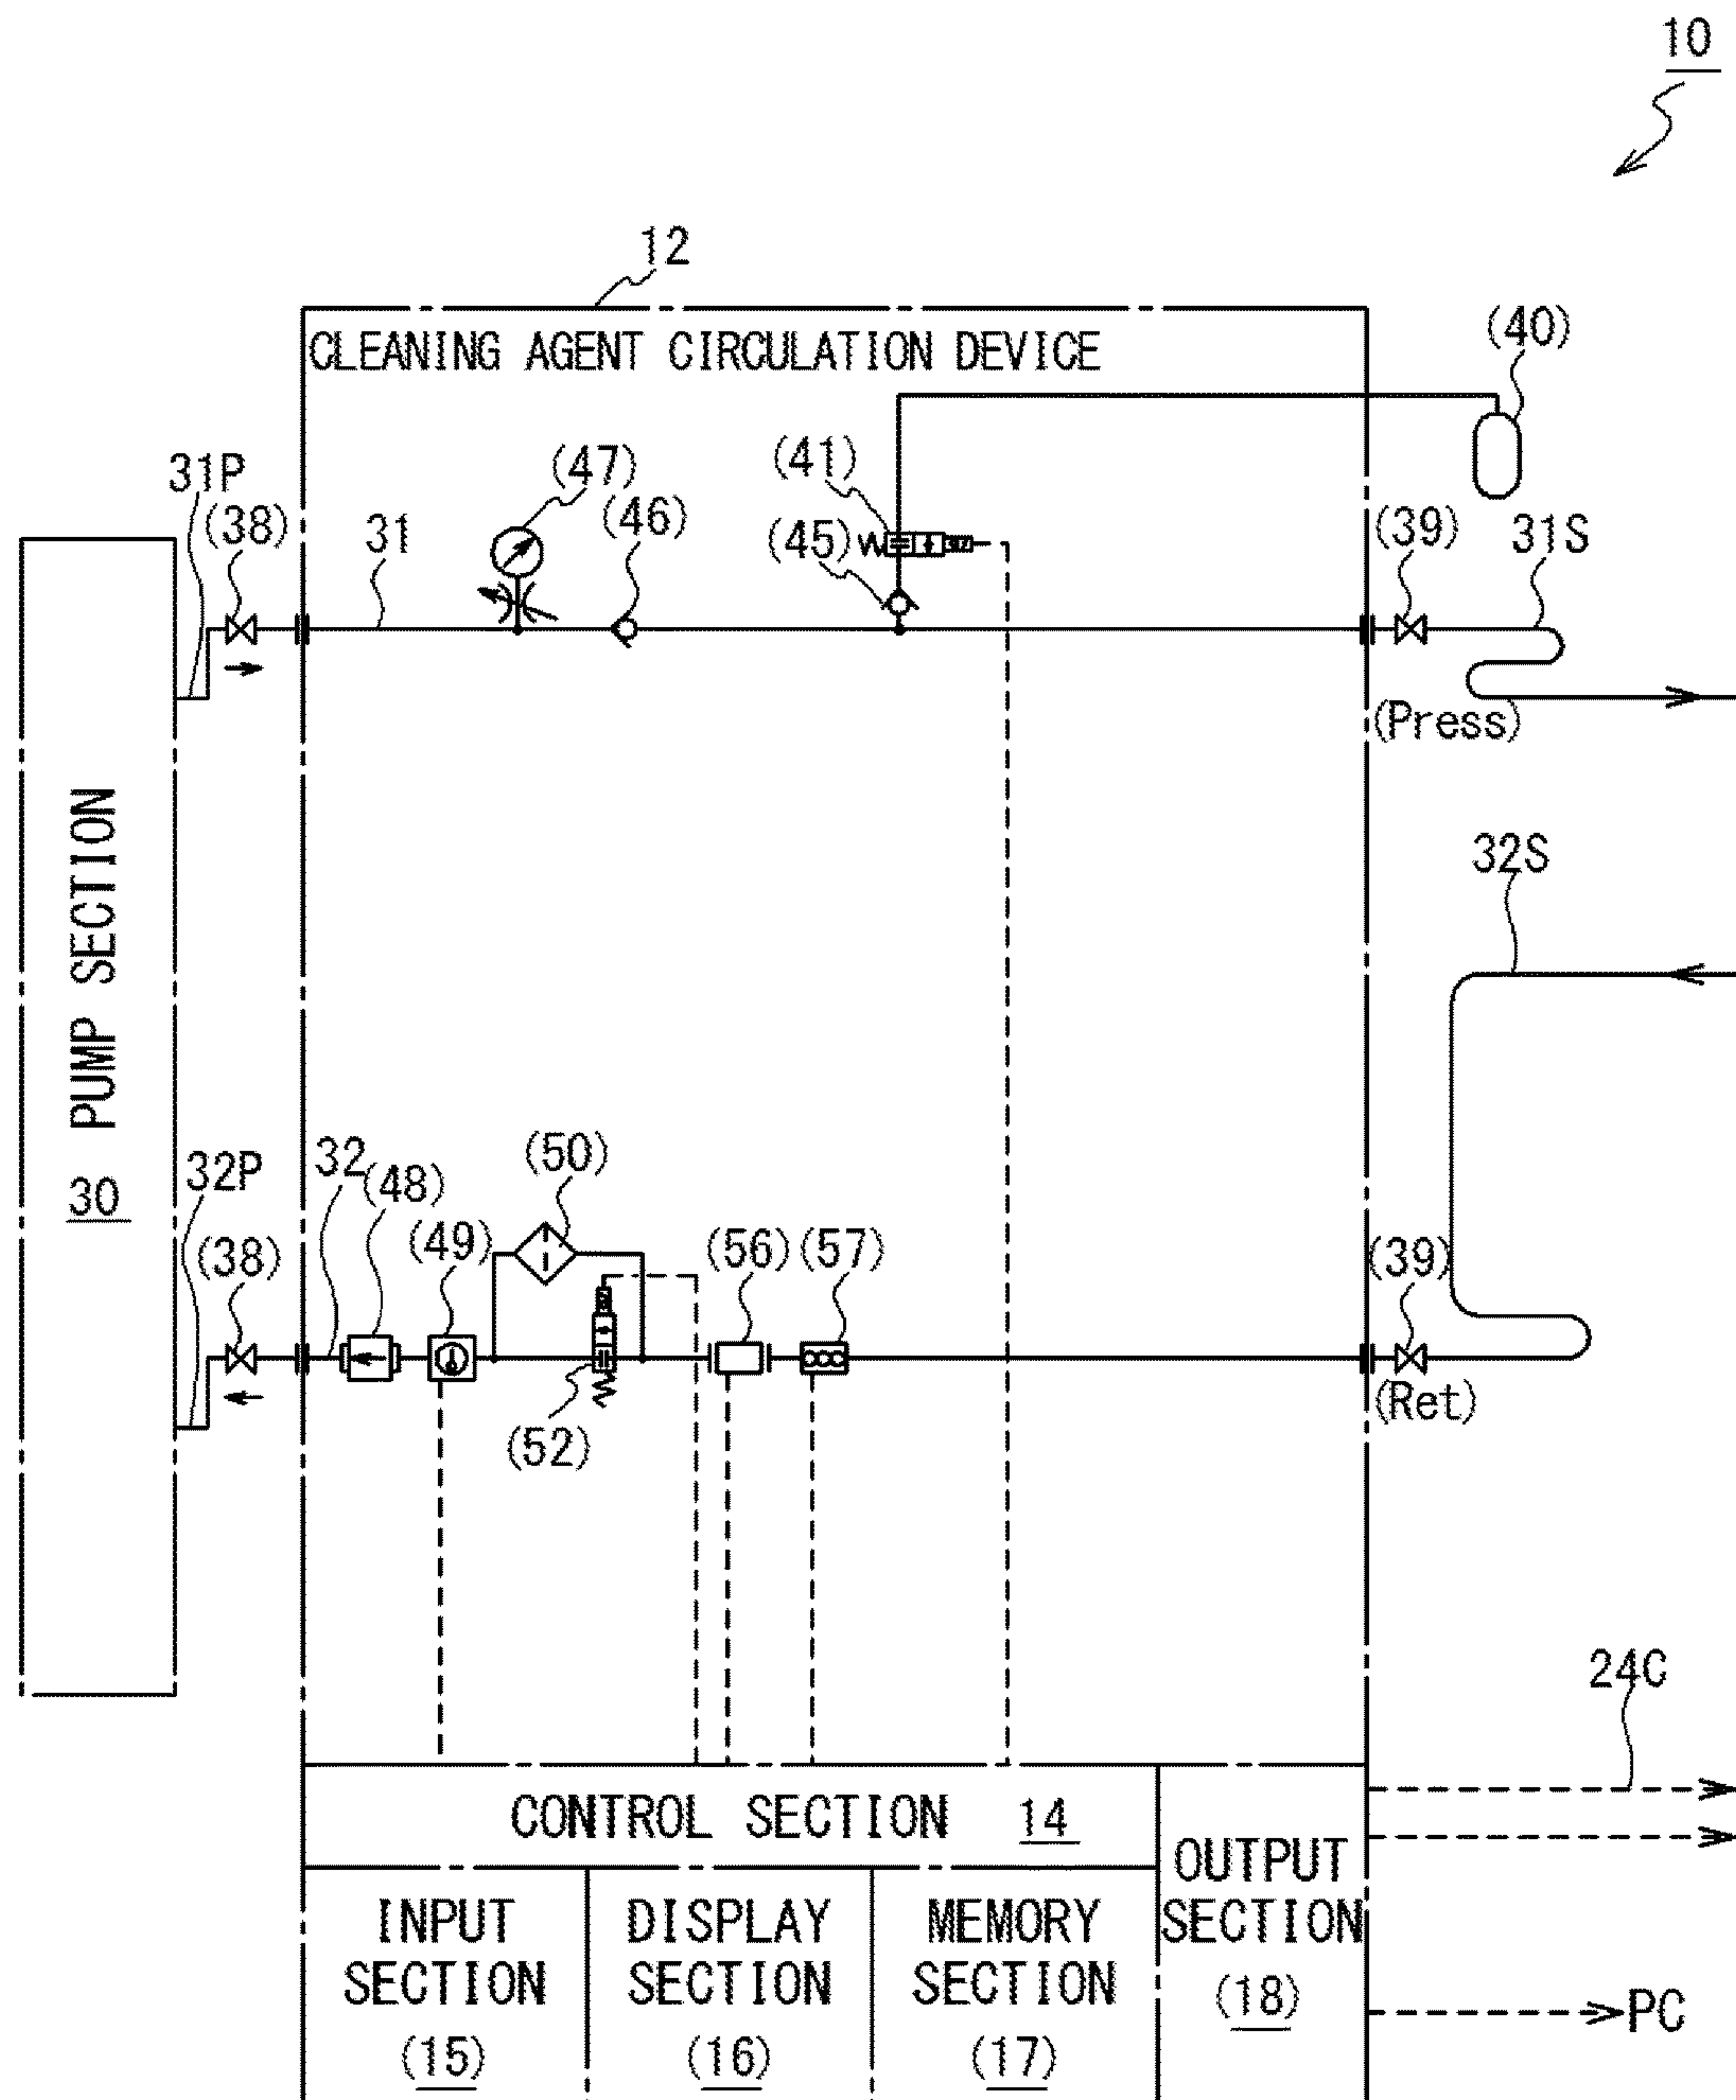 10
12
CLEANING AGENT CIRCULATION DEVICE
(40)
31P
(38)
31
(47)
(46)
(41)
(45)
(39)
31S
(Press)
PUMP SECTION
30
32S
32P
(38)
32
(48)
(49)
(50)
(52)
(56)
(57)
(39)
(Ret)
24C
CONTROL SECTION 14
INPUT
SECTION
(15)
DISPLAY
SECTION
(16)
MEMORY
SECTION
(17)
OUTPUT
SECTION
(18)
PC